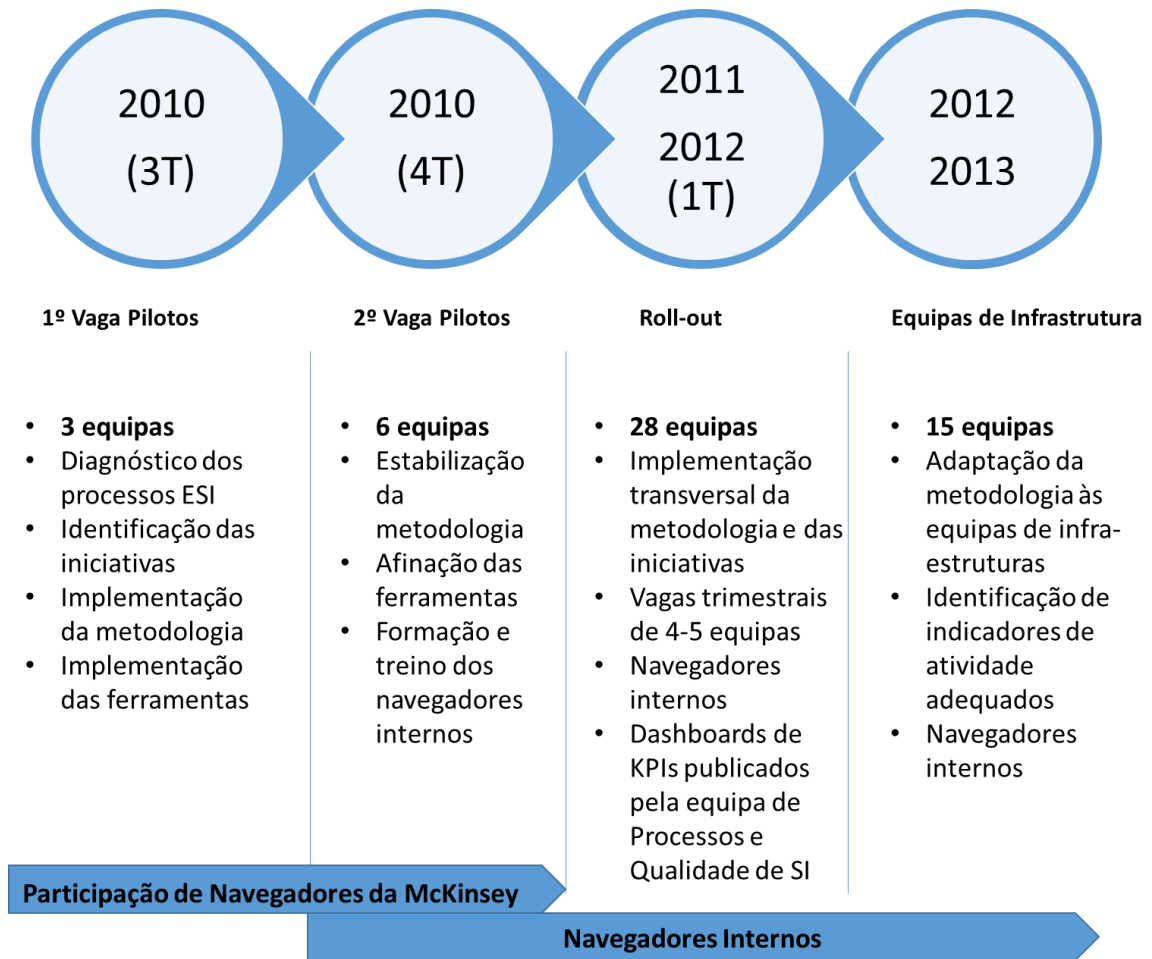 2010
(3T)
2010
(4T)
2011
2012
(1T)
2012
2013
1º Vaga Pilotos
2º Vaga Pilotos
Roll-out
Equipas de Infrastrutura
• 3 equipas
• Diagnóstico dos
processos ESI
• Identificação das
iniciativas
• Implementação
da metodologia
• Implementação
das ferramentas
• 6 equipas
• Estabilização
da
metodologia
• Afinação das
ferramentas
• Formação e
treino dos
navegadores
internos
• 28 equipas
• Implementação
transversal da
metodologia e das
iniciativas
• Vagas trimestrais
de 4-5 equipas
• Navegadores
internos
• Dashboards de
KPIs publicados
pela equipa de
Processos e
Qualidade de SI
• 15 equipas
• Adaptação da
metodologia às
equipas de infra-
estruturas
• Identificação de
indicadores de
atividade
adequados
• Navegadores
internos
Participação de Navegadores da McKinsey
Navegadores Internos